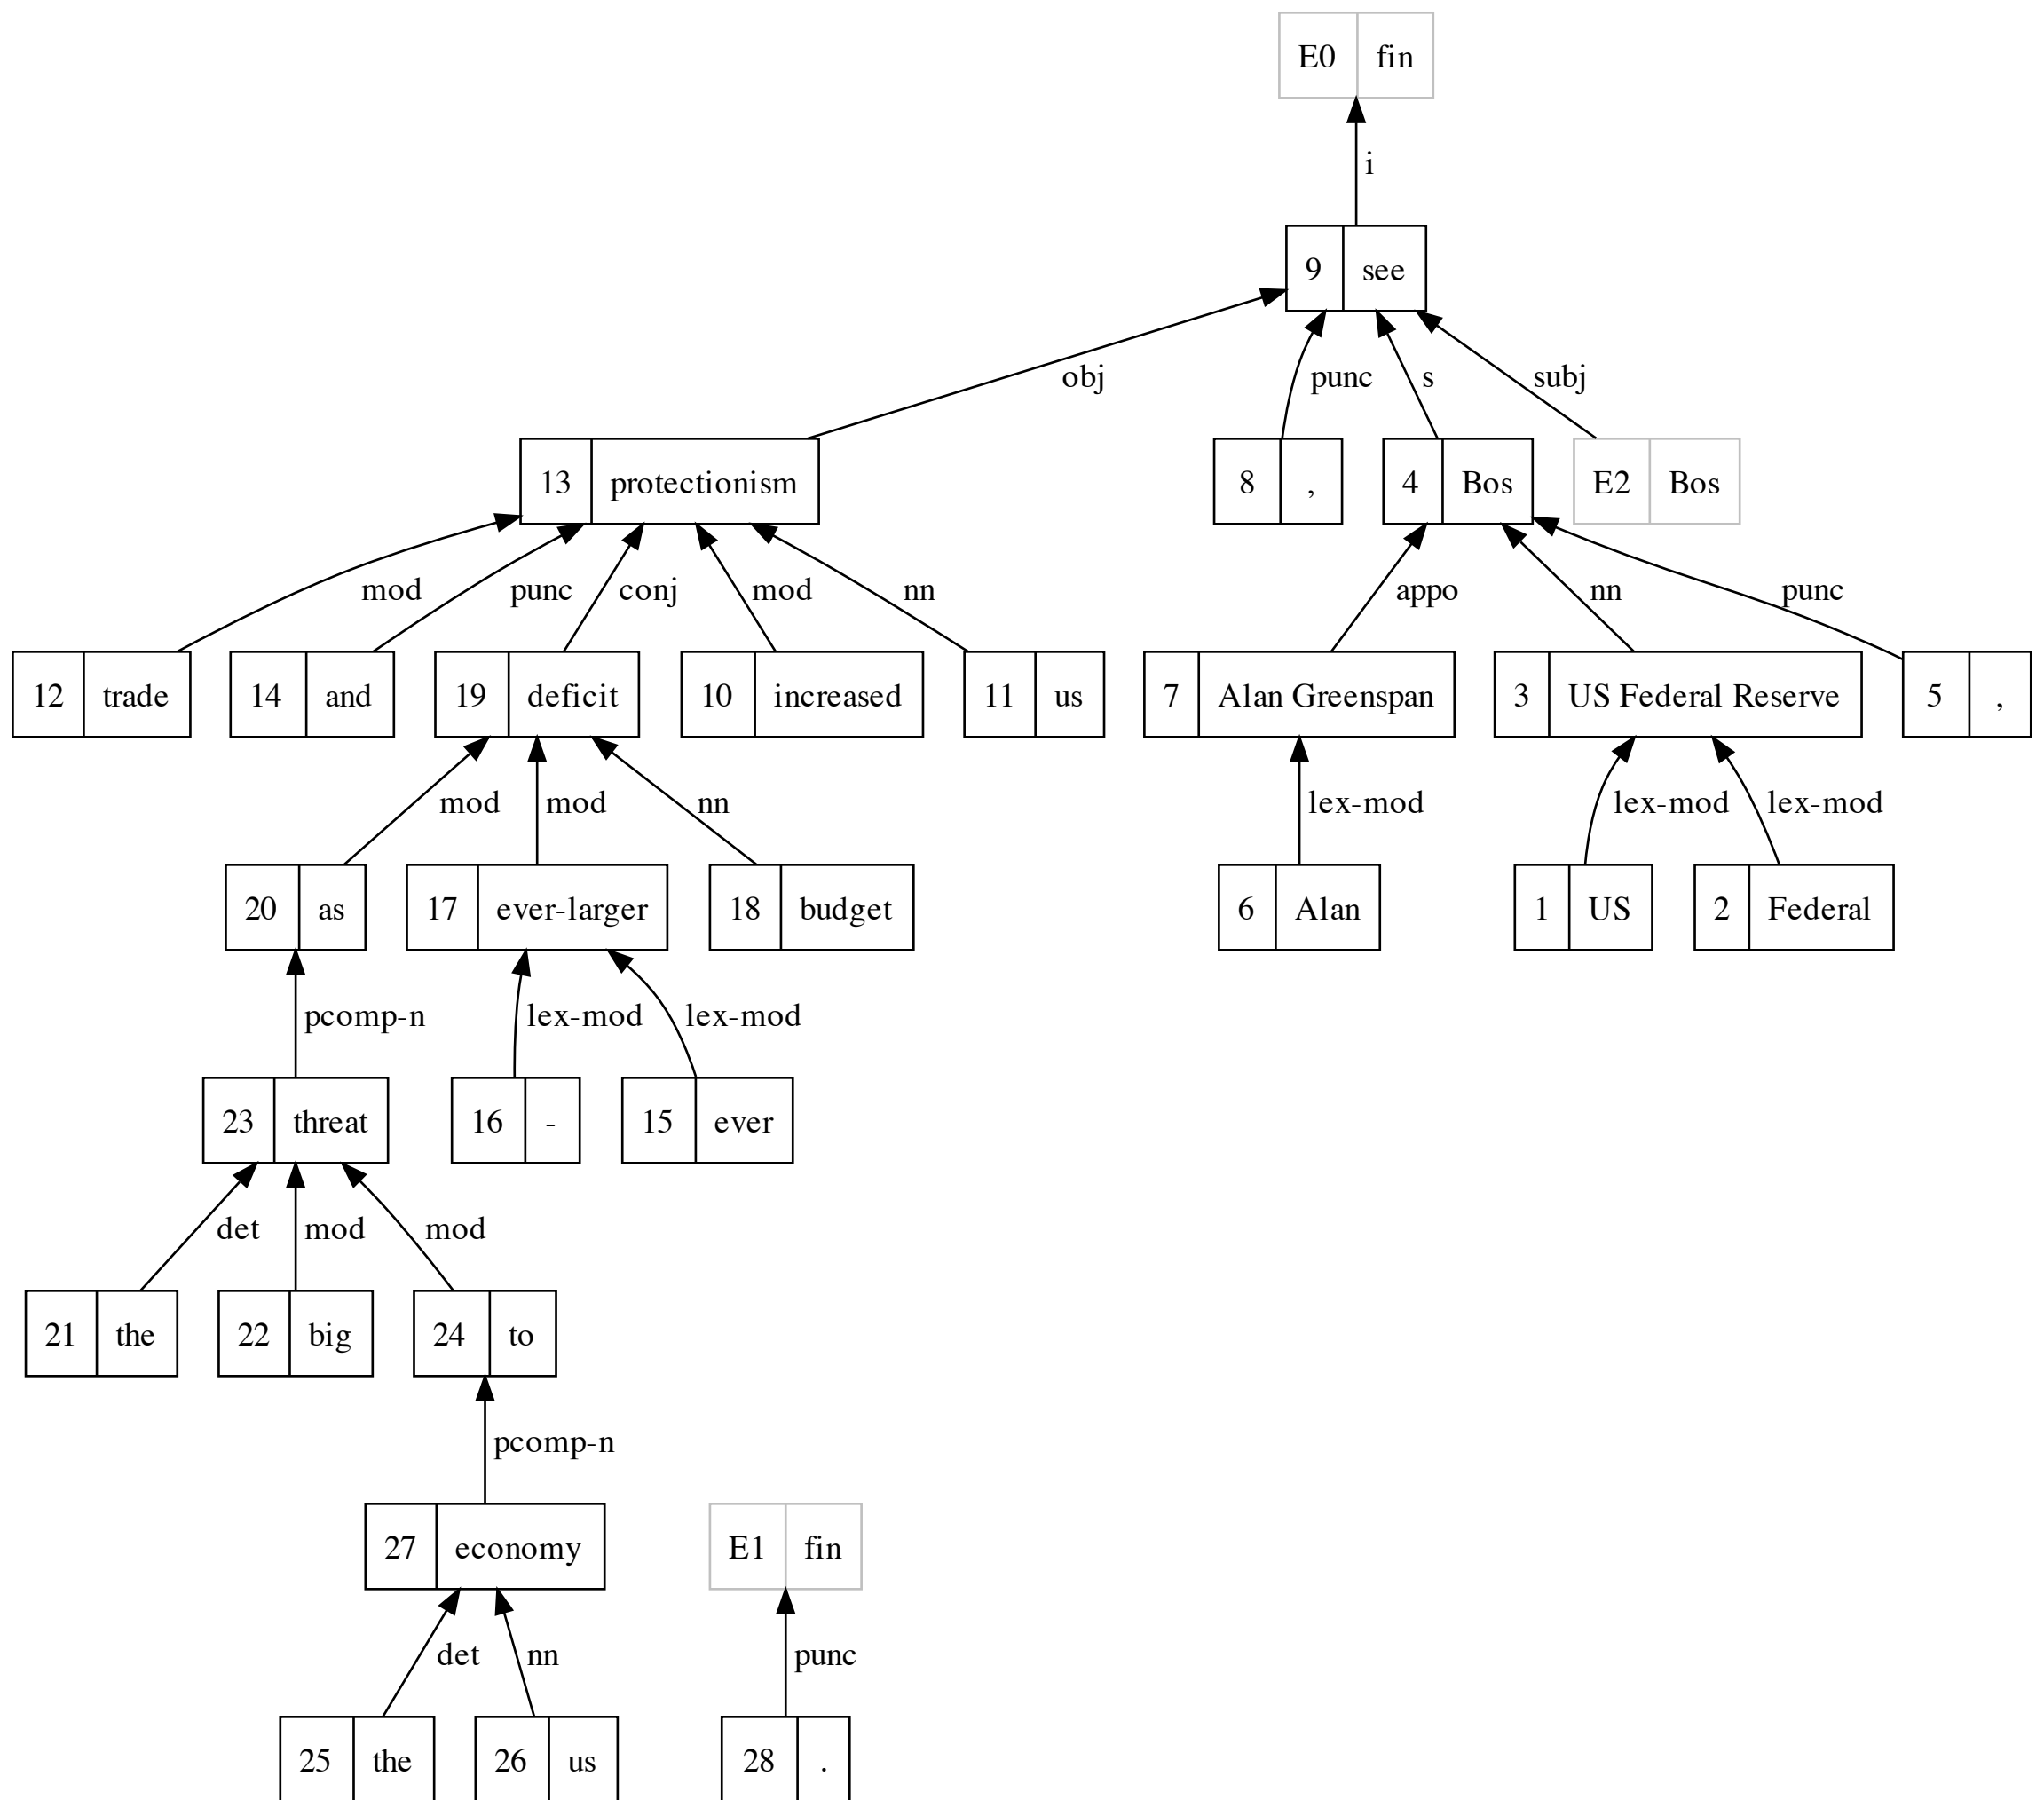 E0 fin
i
9 see
obj punc s subj
13 protectionism 8 , 4 Bos E2 Bos
mod punc conj mod nn appo nn punc
12 trade 14 and 19 deficit 10 increased 11 us 7 Alan Greenspan 3 US Federal Reserve 5 ,
mod mod nn lex-mod lex-mod lex-mod
20 as 17 ever-larger 18 budget 6 Alan 1 US 2 Federal
pcomp-n lex-mod lex-mod
23 threat 16 - 15 ever
det mod mod
21 the 22 big 24 to
pcomp-n
27 economy E1 fin
det nn punc
25 the 26 us 28 .